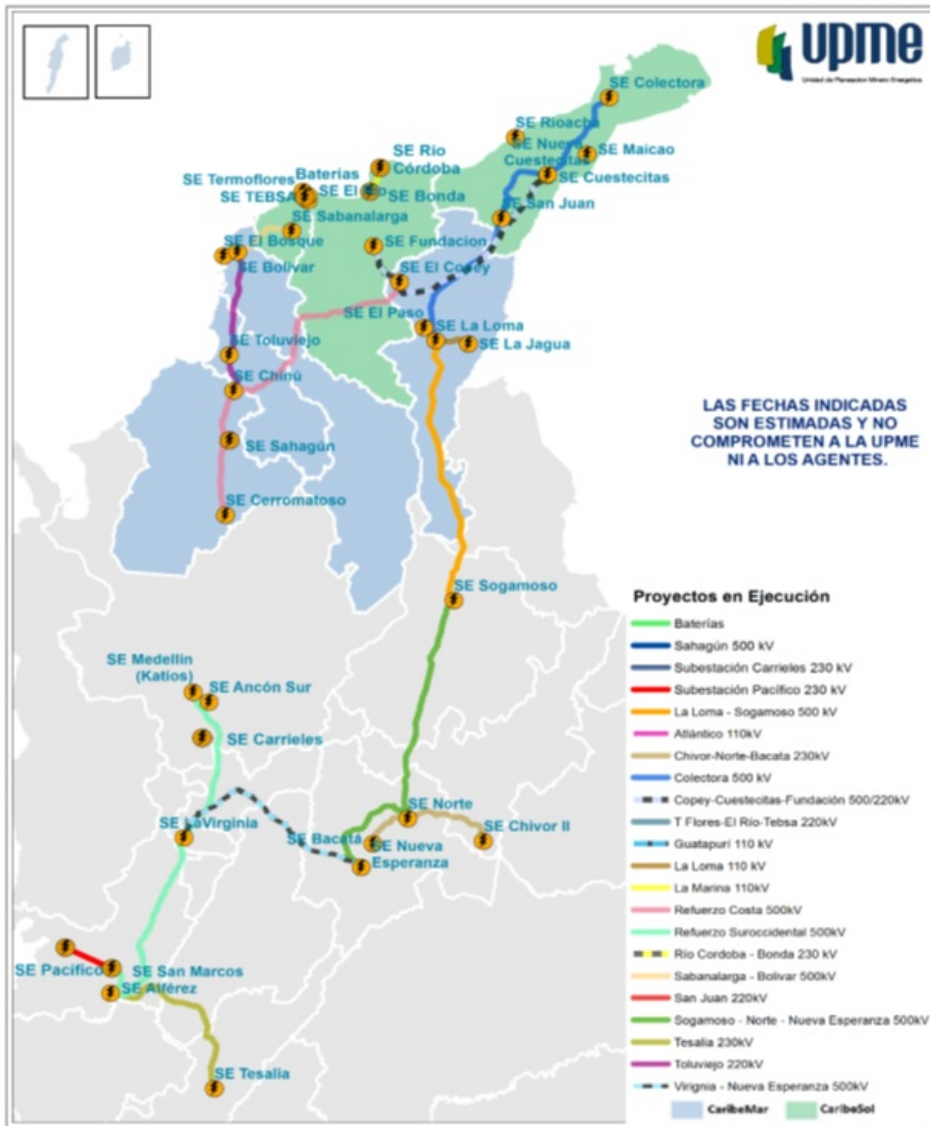 upme
Unidad de Planeación Minero Energética
SE Colectora
SE Rioacha
SE Nueva
Cuestecitas
SE Maicao
SE Cuestecitas
SE Río
Córdoba
Baterias
SE Termoflores
SE El Río
SE TEBSA
SE Bonda
SE San Juan
SE Sabanalarga
SE El Bosque
SE Fundacion
SE Bolivar
SE El Copey
SE El Paso
SE La Loma
SE La Jagua
SE Toluviejo
SE Chinú
SE Sahagún
SE Cerromatoso
LAS FECHAS INDICADAS
SON ESTIMADAS Y NO
COMPROMETEN A LA UPME
NI A LOS AGENTES.
SE Sogamoso
SE Medellin
(Katios)
SE Ancón Sur
SE Carrieles
SE LaVirginia
SE Norte
SE Bacatá
SE Chivor II
SE Nueva
Esperanza
SE Pacífico
SE San Marcos
SE Alférez
SE Tesalia
Proyectos en Ejecución
Baterías
Sahagún 500 kV
Subestación Carrieles 230 kV
Subestación Pacífico 230 kV
La Loma - Sogamoso 500 kV
Atlántico 110kV
Chivor-Norte-Bacata 230kV
Colectora 500 kV
Copey-Cuestecitas-Fundación 500/220kV
T Flores-El Río-Tebsa 220kV
Guatapurí 110 kV
La Loma 110 kV
La Marina 110kV
Refuerzo Costa 500kV
Refuerzo Suroccidental 500kV
Río Cordoba - Bonda 230 kV
Sabanalarga - Bolivar 500kV
San Juan 220kV
Sogamoso - Norte - Nueva Esperanza 500kV
Tesalia 230kV
Toluviejo 220kV
Virignia - Nueva Esperanza 500kV
CaribeMar
CaribeSol